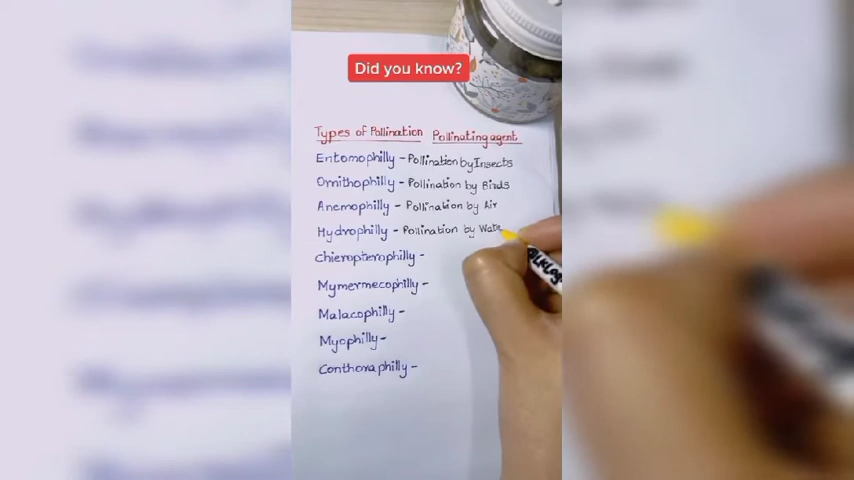 Did you know?
Types of Pollination Pollinating agent
Entomophilly - Pollination by Insects
Ornithophilly - Pollination by Birds
Anemophilly - Pollination by Air
Hydrophilly - Pollination by Wate
Chieropterophilly -
Mymermecophilly -
Malacophilly -
Myophilly -
Conthoraphilly -